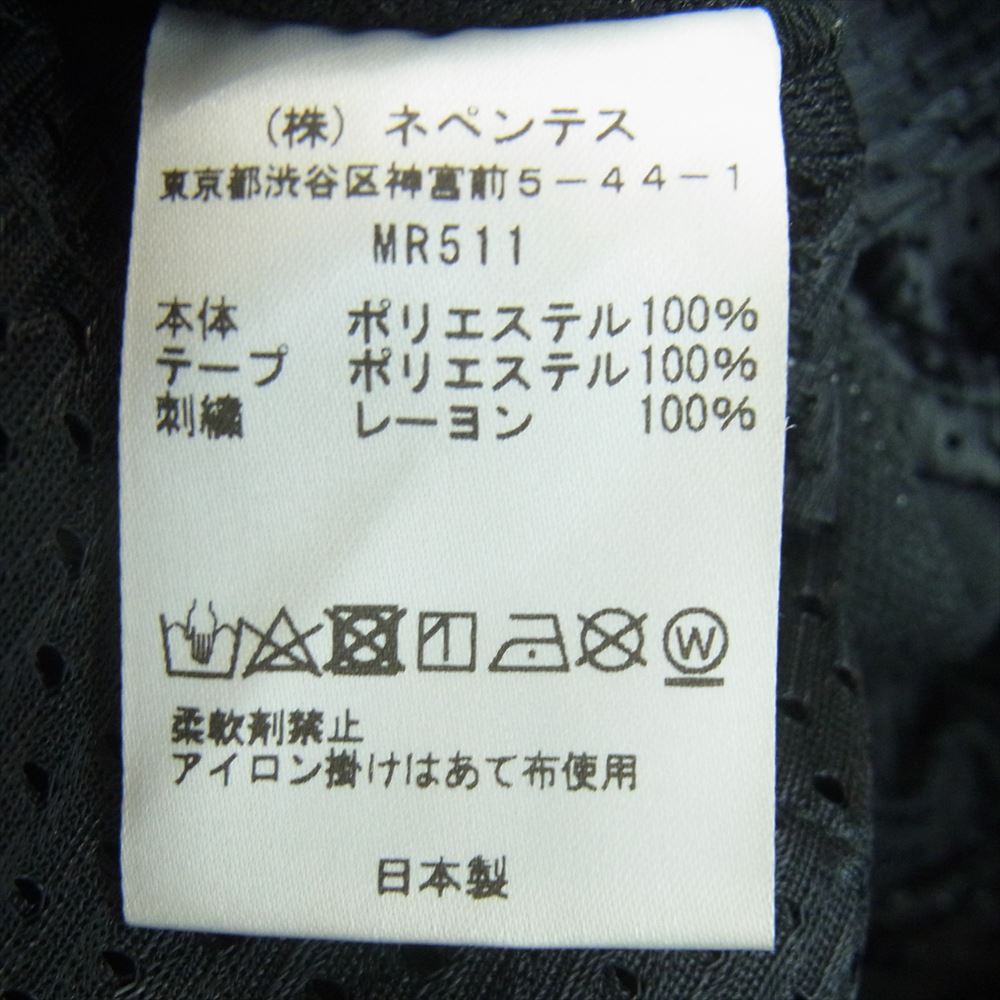 (株) ネペンテス
東京都渋谷区神宮前5-44-1
MR511
本体 ポリエステル100%
テープ ポリエステル100%
刺繍 レーヨン 100%
W
柔軟剤禁止
アイロン掛けはあて布使用
日本製